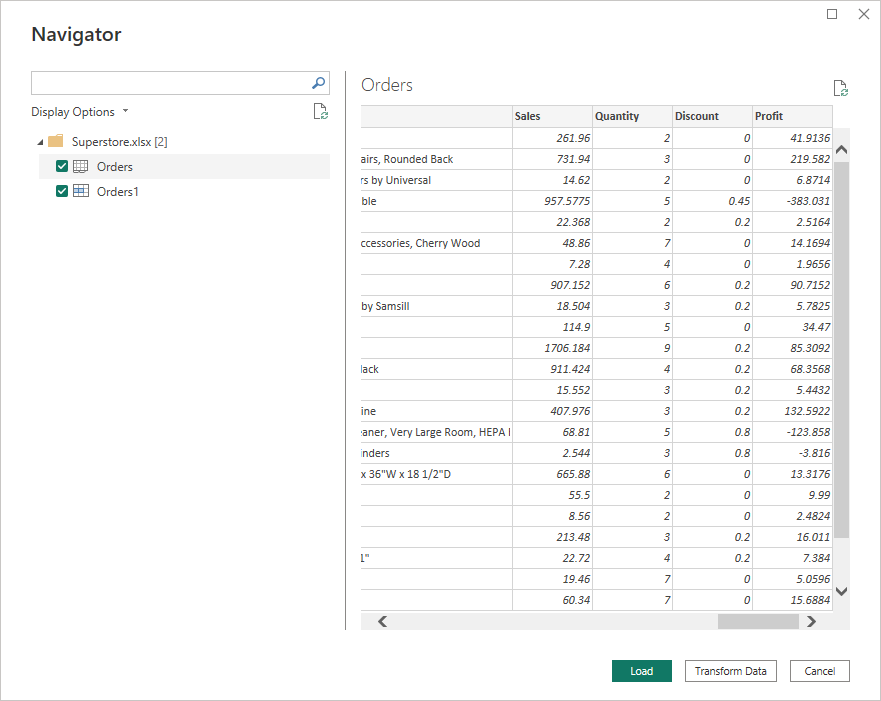 Navigator
Display Options
Superstore.xlsx [2]
Orders
Orders1
Orders
Sales Quantity Discount Profit
261.96 2 0 41.9136
airs, Rounded Back 731.94 3 0 219.582
rs by Universal 14.62 2 0 6.8714
ble 957.5775 5 0.45 -383.031
22.368 2 0.2 2.5164
ccessories, Cherry Wood 48.86 7 0 14.1694
7.28 4 0 1.9656
907.152 6 0.2 90.7152
by Samsill 18.504 3 0.2 5.7825
114.9 5 0 34.47
1706.184 9 0.2 85.3092
lack 911.424 4 0.2 68.3568
15.552 3 0.2 5.4432
ine 407.976 3 0.2 132.5922
eaner, Very Large Room, HEPA 68.81 5 0.8 -123.858
inders 2.544 3 0.8 -3.816
x 36"W x 18 1/2"D 665.88 6 0 13.3176
55.5 2 0 9.99
8.56 2 0 2.4824
213.48 3 0.2 16.011
1" 22.72 4 0.2 7.384
19.46 7 0 5.0596
60.34 7 0 15.6884
Load Transform Data Cancel